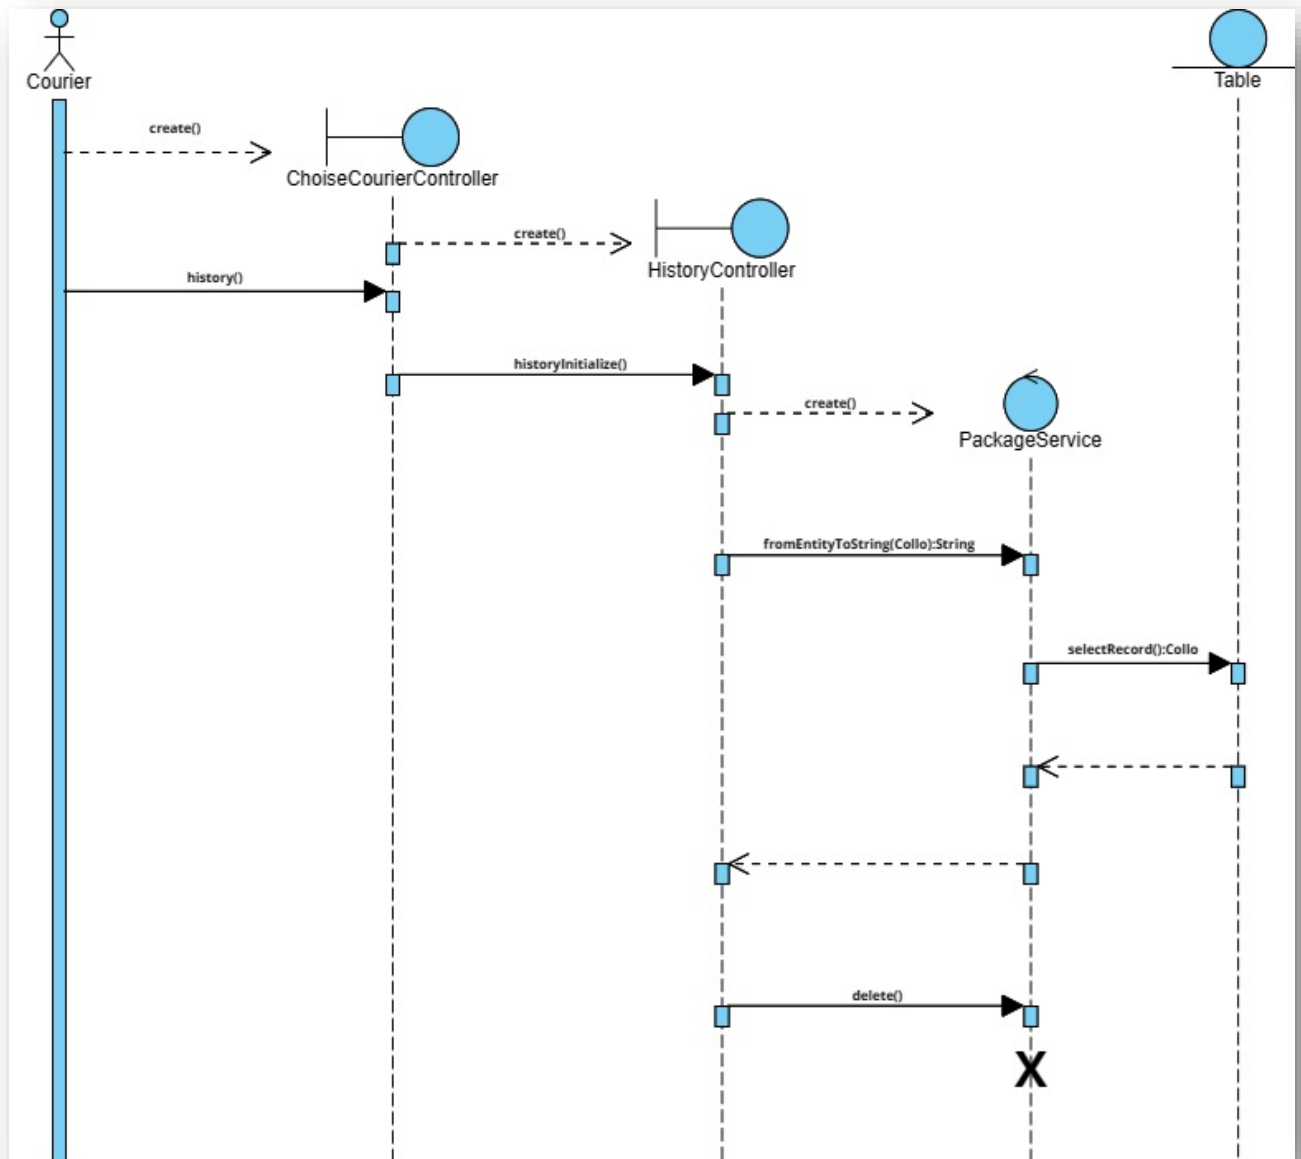 Courier
Table
create()
ChoiseCourierController
create()
HistoryController
history()
historyInitialize()
create()
PackageService
fromEntityToString(Collo):String
selectRecord():Collo
delete()
X